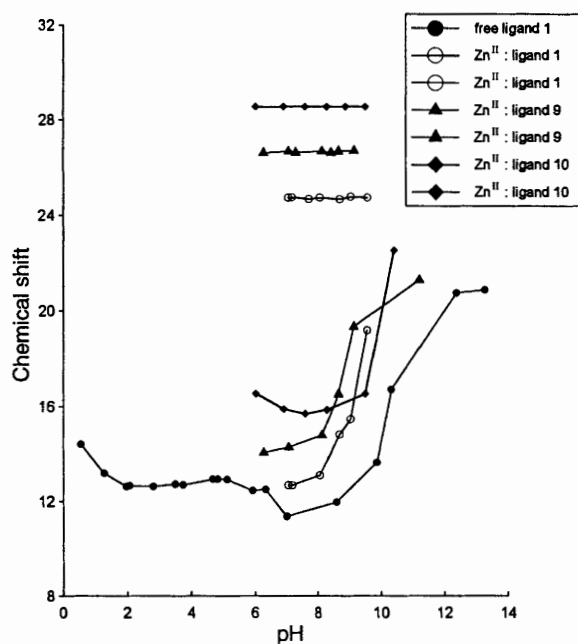 32
28
24
20
16
12
8
Chemical shift
0 2 4 6 8 10 12 14
pH
free ligand 1
Zn^II : ligand 1
Zn^II : ligand 1
Zn^II : ligand 9
Zn^II : ligand 9
Zn^II : ligand 10
Zn^II : ligand 10